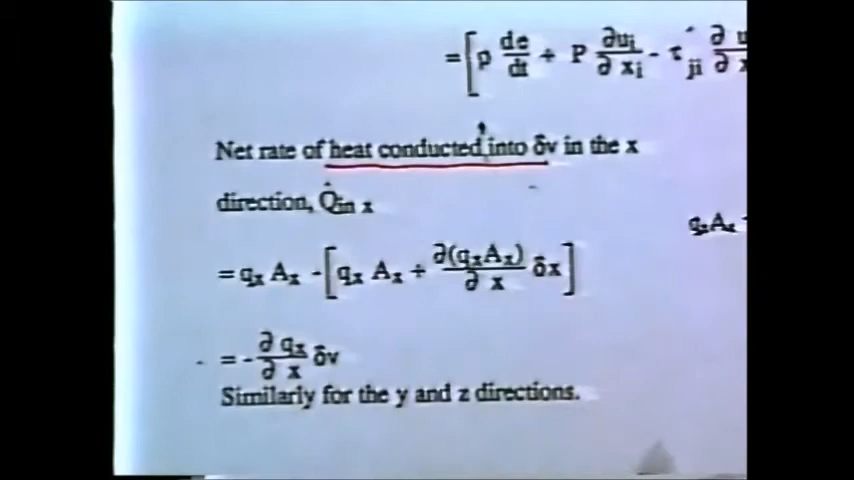 =[ρ de/dt + P ∂ui/∂xi - τji ∂u/∂x
Net rate of heat conducted into δv in the x
direction, Q̇in x
qxAx
= qx Ax - [qx Ax + ∂(qxAx)/∂x δx]
= - ∂qx/∂x δv
Similarly for the y and z directions.